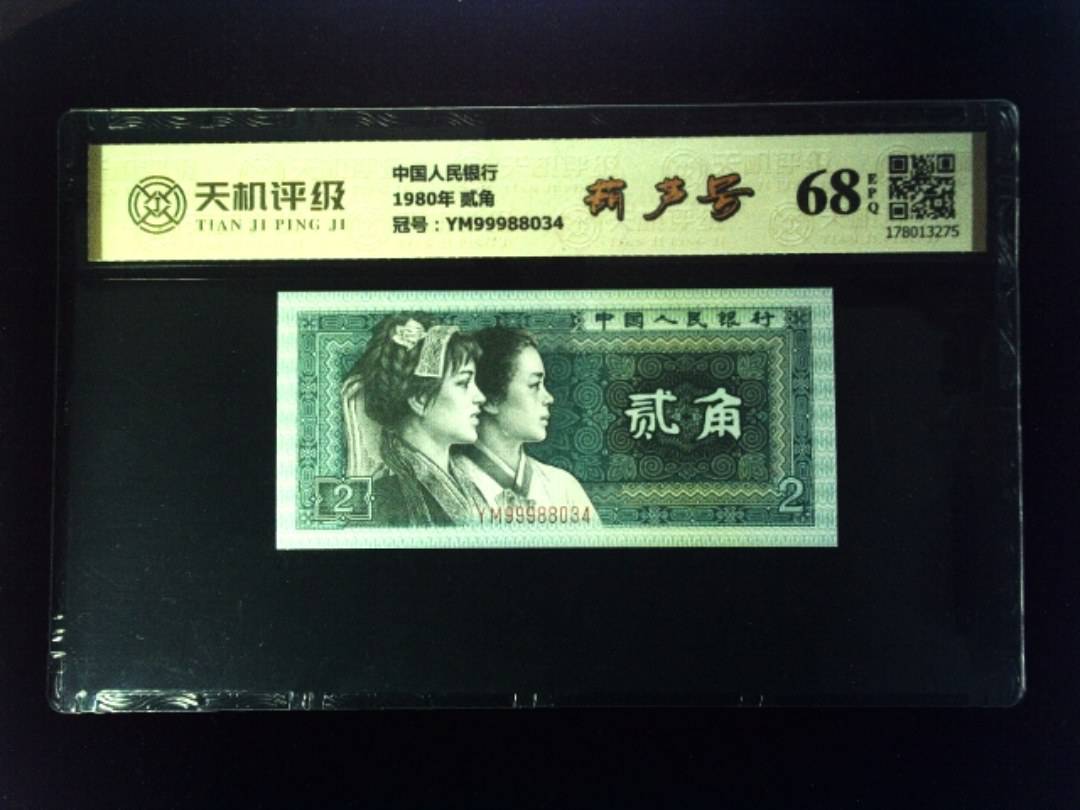 天机评级
TIAN JI PING JI
中国人民银行
1980年 贰角
冠号：YM99988034
葫芦号
68
EPQ
178013275
中国人民银行
贰角
2
2
YM99988034